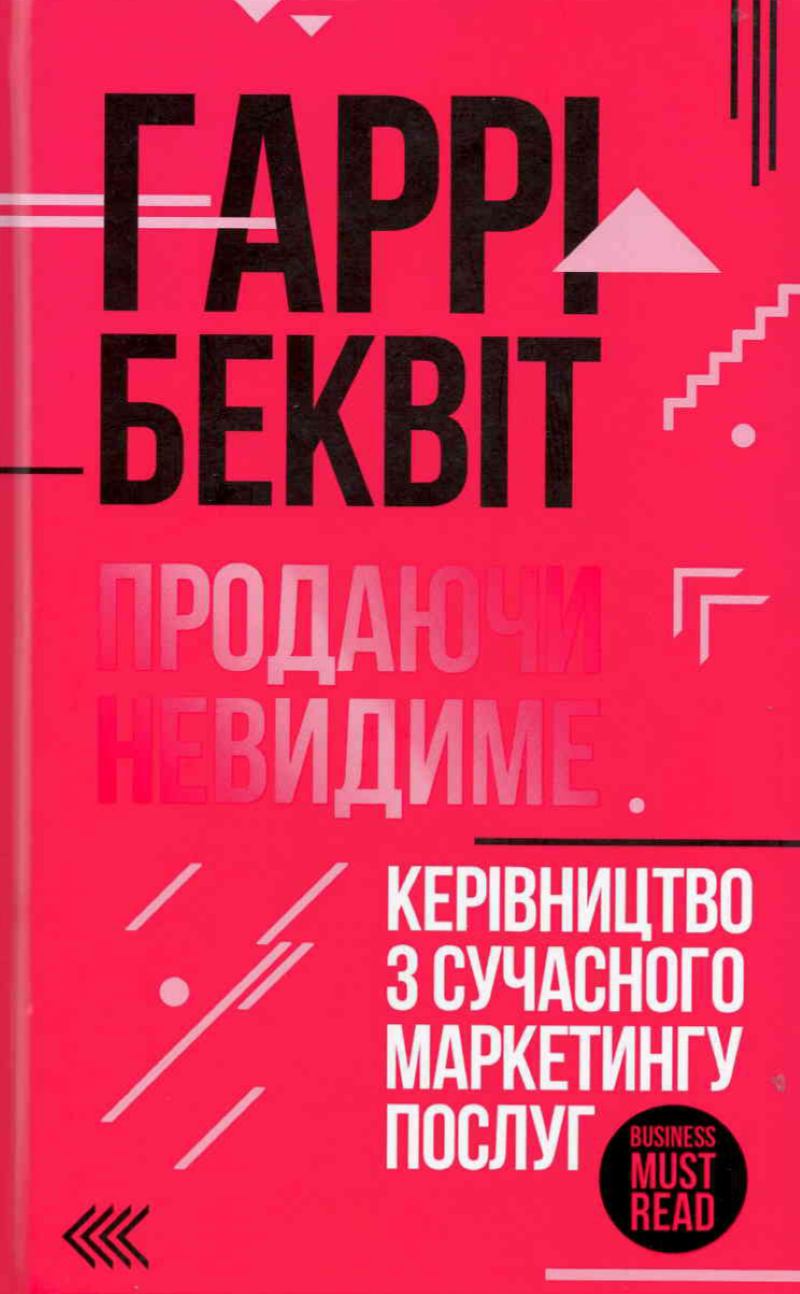 ГАРРІ
БЕКВІТ
ПРОДАЮЧИ
НЕВИДИМЕ
КЕРІВНИЦТВО
З СУЧАСНОГО
МАРКЕТИНГУ
ПОСЛУГ
BUSINESS
MUST
READ